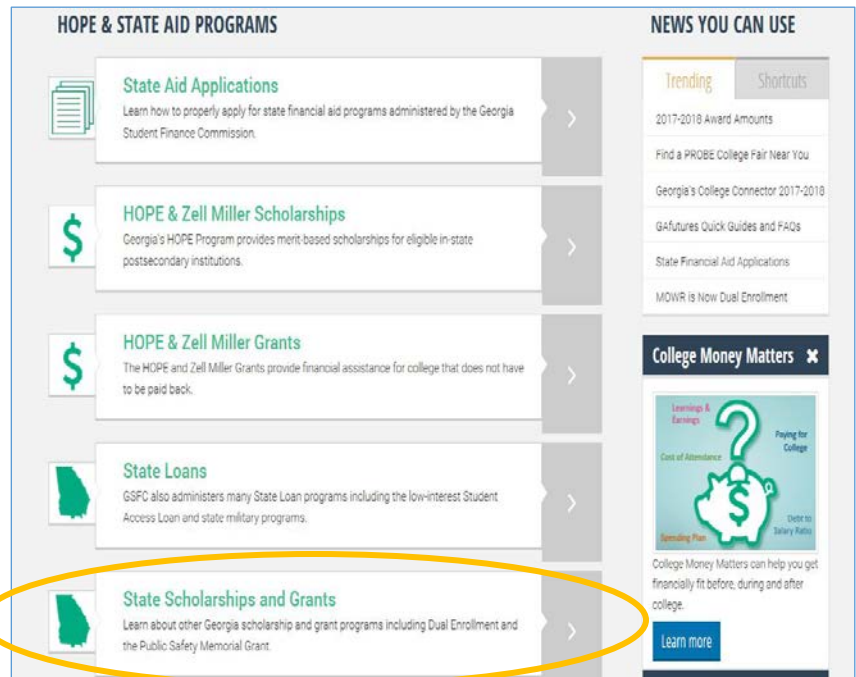 HOPE & STATE AID PROGRAMS
State Aid Applications
Learn how to properly apply for state financial aid programs administered by the Georgia
Student Finance Commission.
HOPE & Zell Miller Scholarships
Georgia's HOPE Program provides merit-based scholarships for eligible in-state
postsecondary institutions.
HOPE & Zell Miller Grants
The HOPE and Zell Miller Grants provide financial assistance for college that does not have
to be paid back.
State Loans
GSFC also administers many State Loan programs including the low-interest Student
Access Loan and state military programs.
State Scholarships and Grants
Learn about other Georgia scholarship and grant programs including Dual Enrollment and
the Public Safety Memorial Grant.
NEWS YOU CAN USE
Trending
Shortcuts
2017-2018 Award Amounts
Find a PROBE College Fair Near You
Georgia's College Connector 2017-2018
GAfutures Quick Guides and FAQs
State Financial Aid Applications
MOWR is Now Dual Enrollment
College Money Matters
Learnings &
Earnings
Paying for
College
Cost of Attendance
$
Debt to
Salary Ratio
Spending Plan
College Money Matters can help you get
financially fit before, during and after
college.
Learn more